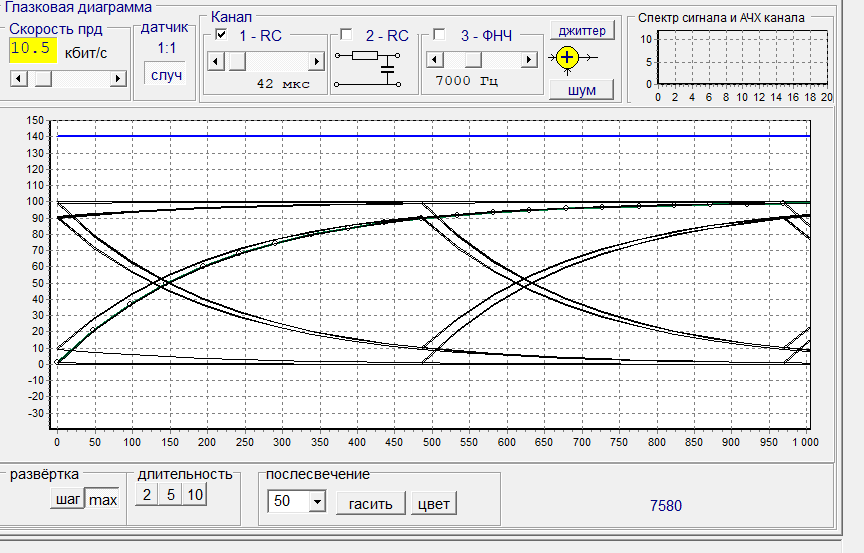 Глазковая диаграмма
Скорость прд
10.5 кбит/с
датчик
1:1
случ
Канал
1 - RC
42 мкс
2 - RC
3 - ФНЧ
7000 Гц
джиттер
шум
Спектр сигнала и АЧХ канала
10
5
0
0 2 4 6 8 10 12 14 16 18 20
150
140
130
120
110
100
90
80
70
60
50
40
30
20
10
0
-10
-20
-30
0 50 100 150 200 250 300 350 400 450 500 550 600 650 700 750 800 850 900 950 1 000
развёртка
шаг max
длительность
2 5 10
послесвечение
50 гасить цвет
7580